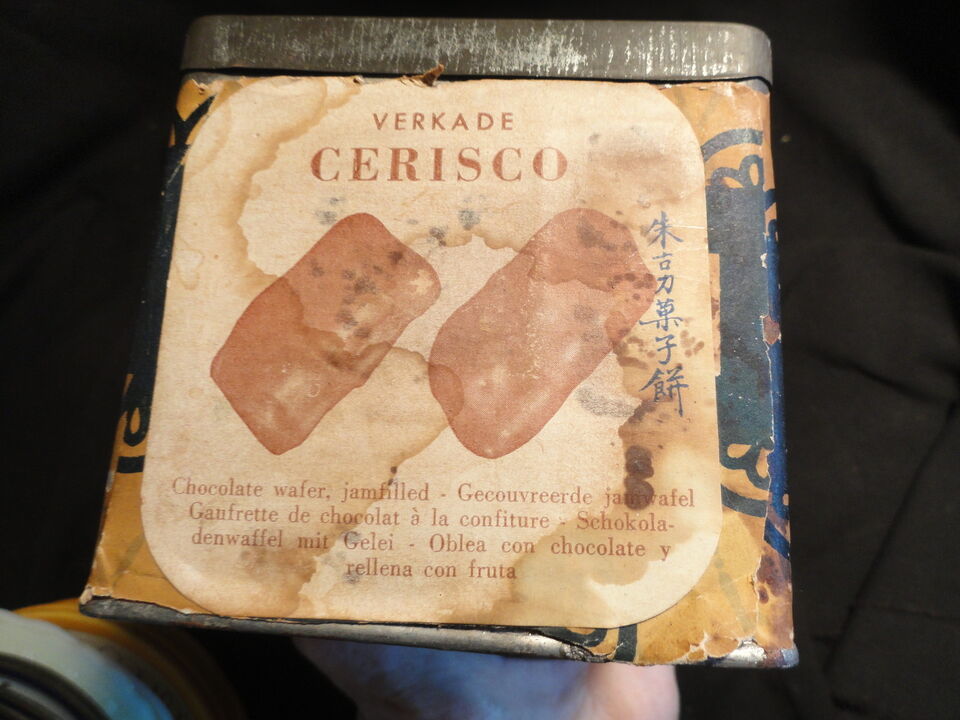 VERKADE
CERISCO
朱古力菓子餅
Chocolate wafer, jamfilled - Gecouvreerde jamwafel
Gaufrette de chocolat à la confiture - Schokola-
denwaffel mit Gelei - Oblea con chocolate y
rellena con fruta